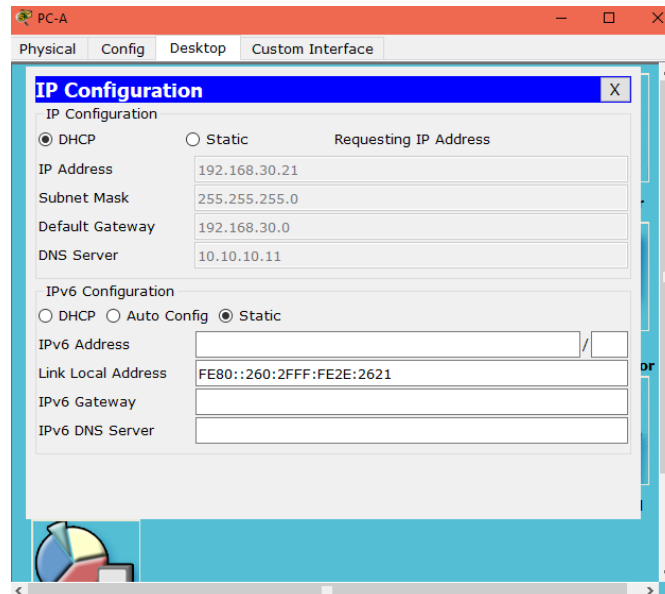 PC-A
Physical Config Desktop Custom Interface
IP Configuration X
IP Configuration
DHCP Static Requesting IP Address
IP Address 192.168.30.21
Subnet Mask 255.255.255.0
Default Gateway 192.168.30.0
DNS Server 10.10.10.11
IPv6 Configuration
DHCP Auto Config Static
IPv6 Address /
Link Local Address FE80::260:2FFF:FE2E:2621
IPv6 Gateway
IPv6 DNS Server